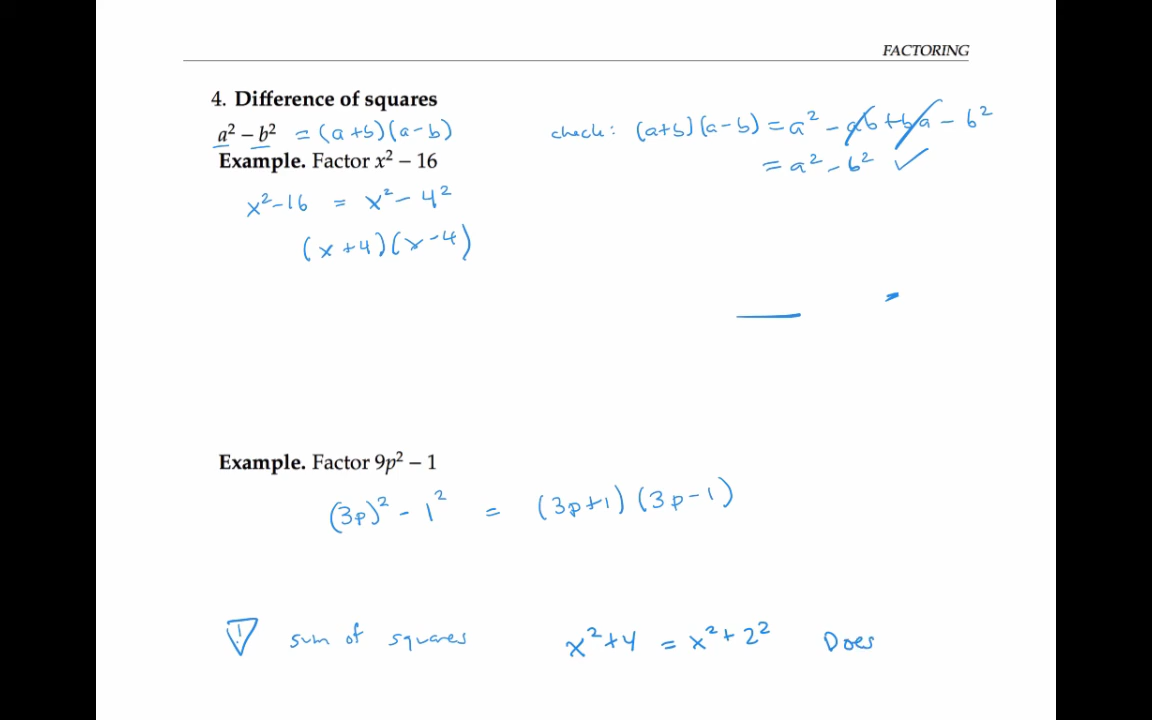 FACTORING
4. Difference of squares
a² − b² = (a+b)(a−b)
check: (a+b)(a−b) = a² − ab + ba − b²
= a² − b² ✓
Example. Factor x² − 16
x² − 16 = x² − 4²
(x+4)(x−4)
Example. Factor 9p² − 1
(3p)² − 1² = (3p+1)(3p−1)
! sum of squares x² + 4 = x² + 2² Does